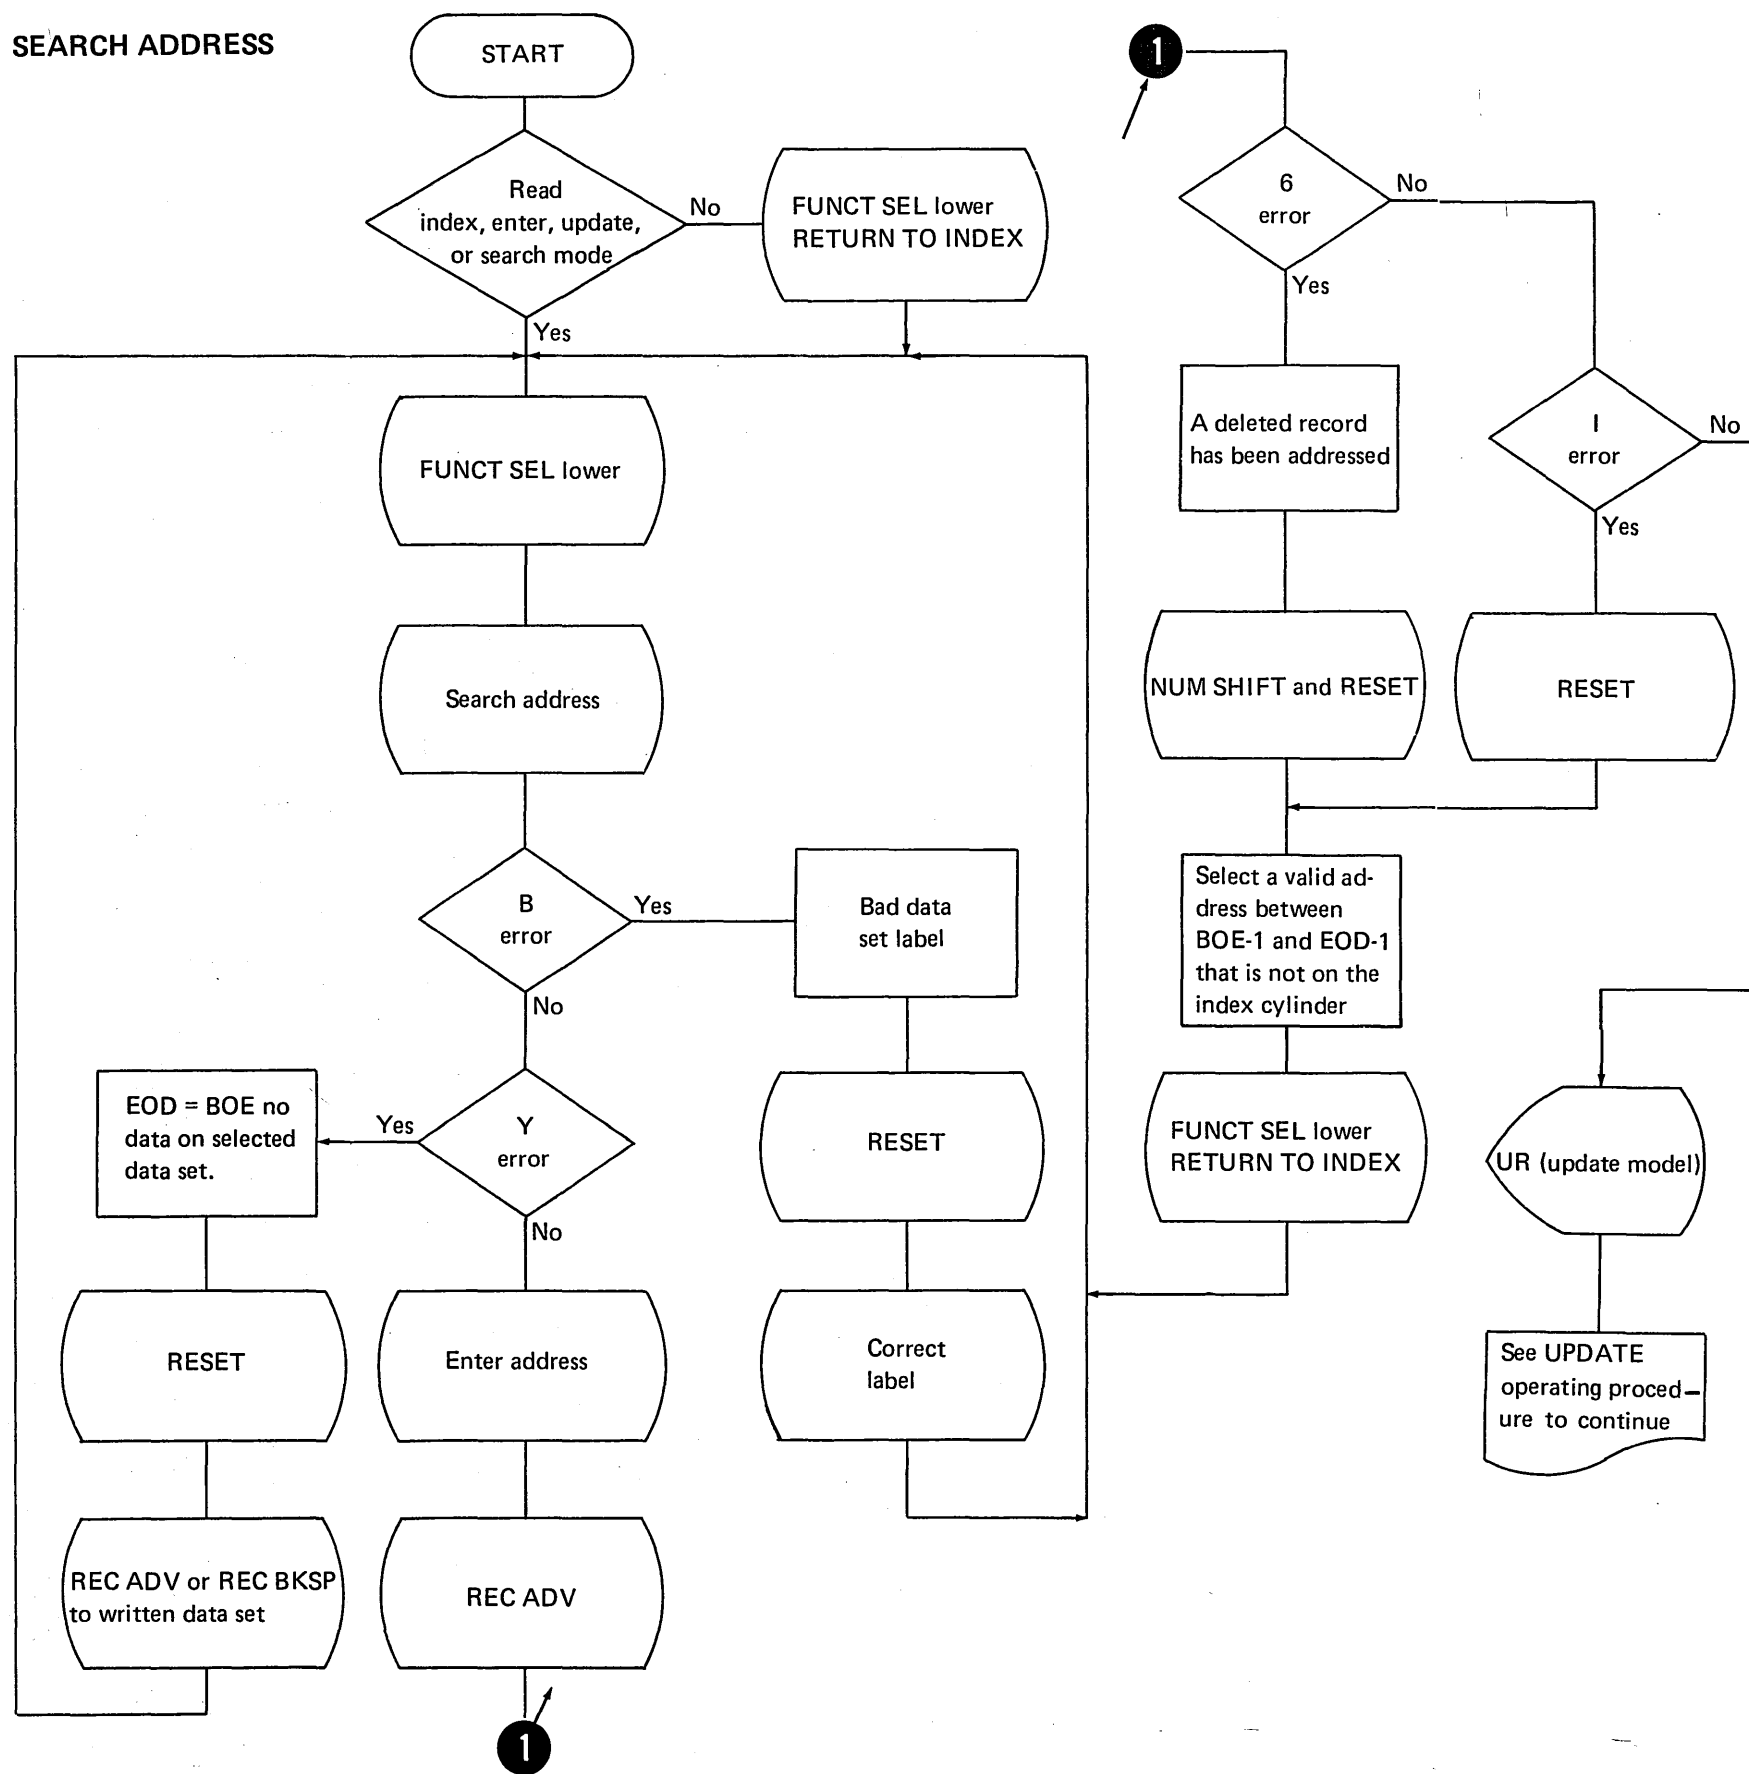 SEARCH ADDRESS
START
Read
index, enter, update,
or search mode
No
FUNCT SEL lower
RETURN TO INDEX
Yes
FUNCT SEL lower
Search address
B
error
Yes
Bad data
set label
No
Y
error
Yes
EOD = BOE no
data on selected
data set.
No
RESET
RESET
Enter address
Correct
label
REC ADV or REC BKSP
to written data set
REC ADV
1
1
6
error
No
Yes
A deleted record
has been addressed
I
error
No
Yes
NUM SHIFT and RESET
RESET
Select a valid ad-
dress between
BOE-1 and EOD-1
that is not on the
index cylinder
FUNCT SEL lower
RETURN TO INDEX
UR (update model)
See UPDATE
operating proced-
ure to continue